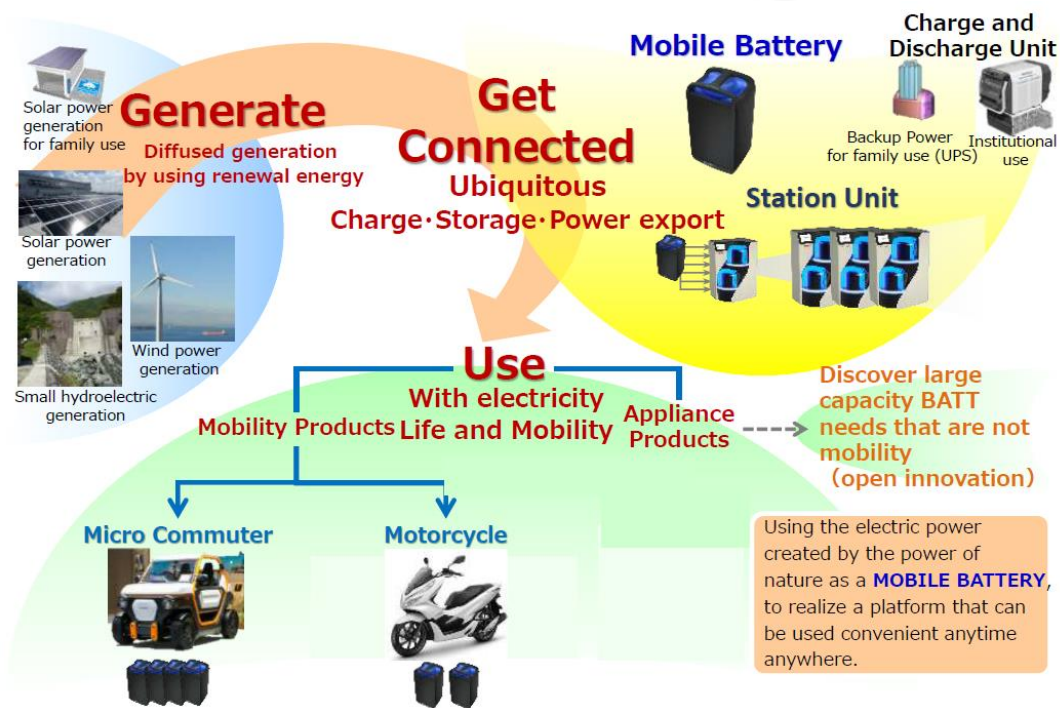 Solar power
generation
for family use
Generate
Diffused generation
by using renewal energy
Solar power
generation
Wind power
generation
Small hydroelectric
generation
Get
Connected
Ubiquitous
Charge･Storage･Power export
Mobile Battery
Charge and
Discharge Unit
Backup Power
for family use (UPS)
Institutional
use
Station Unit
Use
With electricity
Life and Mobility
Mobility Products
Appliance
Products
Discover large
capacity BATT
needs that are not
mobility
（open innovation）
Micro Commuter
Motorcycle
Using the electric power
created by the power of
nature as a MOBILE BATTERY,
to realize a platform that can
be used convenient anytime
anywhere.